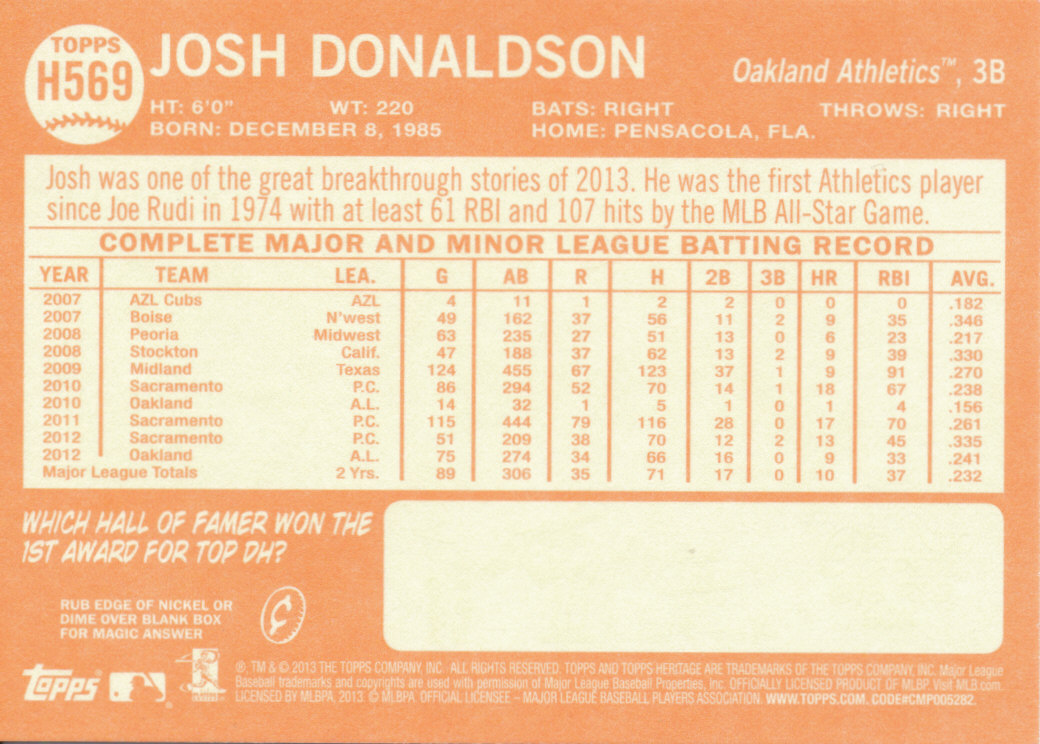 TOPPS
H569
JOSH DONALDSON
Oakland Athletics™, 3B
HT: 6'0" WT: 220 BATS: RIGHT THROWS: RIGHT
BORN: DECEMBER 8, 1985 HOME: PENSACOLA, FLA.
Josh was one of the great breakthrough stories of 2013. He was the first Athletics player
since Joe Rudi in 1974 with at least 61 RBI and 107 hits by the MLB All-Star Game.
COMPLETE MAJOR AND MINOR LEAGUE BATTING RECORD
YEAR TEAM LEA. G AB R H 2B 3B HR RBI AVG.
2007 AZL Cubs AZL 4 11 1 2 2 0 0 0 .182
2007 Boise N'west 49 162 37 56 11 2 9 35 .346
2008 Peoria Midwest 63 235 27 51 13 0 6 23 .217
2008 Stockton Calif. 47 188 37 62 13 2 9 39 .330
2009 Midland Texas 124 455 67 123 37 1 9 91 .270
2010 Sacramento P.C. 86 294 52 70 14 1 18 67 .238
2010 Oakland A.L. 14 32 1 5 1 0 1 4 .156
2011 Sacramento P.C. 115 444 79 116 28 0 17 70 .261
2012 Sacramento P.C. 51 209 38 70 12 2 13 45 .335
2012 Oakland A.L. 75 274 34 66 16 0 9 33 .241
Major League Totals 2 Yrs. 89 306 35 71 17 0 10 37 .232
WHICH HALL OF FAMER WON THE
1ST AWARD FOR TOP DH?
RUB EDGE OF NICKEL OR
DIME OVER BLANK BOX
FOR MAGIC ANSWER
¢
Topps
®, TM & © 2013 THE TOPPS COMPANY, INC. ALL RIGHTS RESERVED. TOPPS AND TOPPS HERITAGE ARE TRADEMARKS OF THE TOPPS COMPANY, INC. Major League
Baseball trademarks and copyrights are used with permission of Major League Baseball Properties, Inc. OFFICIALLY LICENSED PRODUCT OF MLBP. Visit MLB.com.
LICENSED BY MLBPA, 2013 © MLBPA. OFFICIAL LICENSEE – MAJOR LEAGUE BASEBALL PLAYERS ASSOCIATION. WWW.TOPPS.COM. CODE#CMP005282.